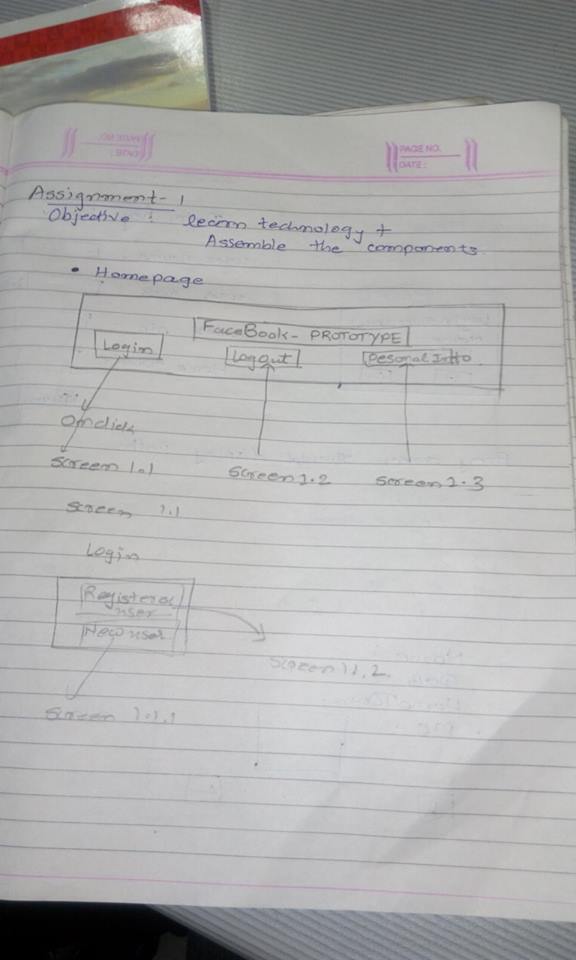 PAGE NO.
DATE:
Assignment-1
Objective : learn technology +
Assemble the components
• Homepage
FaceBook- PROTOTYPE
Login
Logout
Pesonal Info
Onclick
Screen 1.1
Screen 1.2
Screen 1.3
Screen 1.1
Login
Registered
user
New user
Screen 1.1.2
Screen 1.1.1